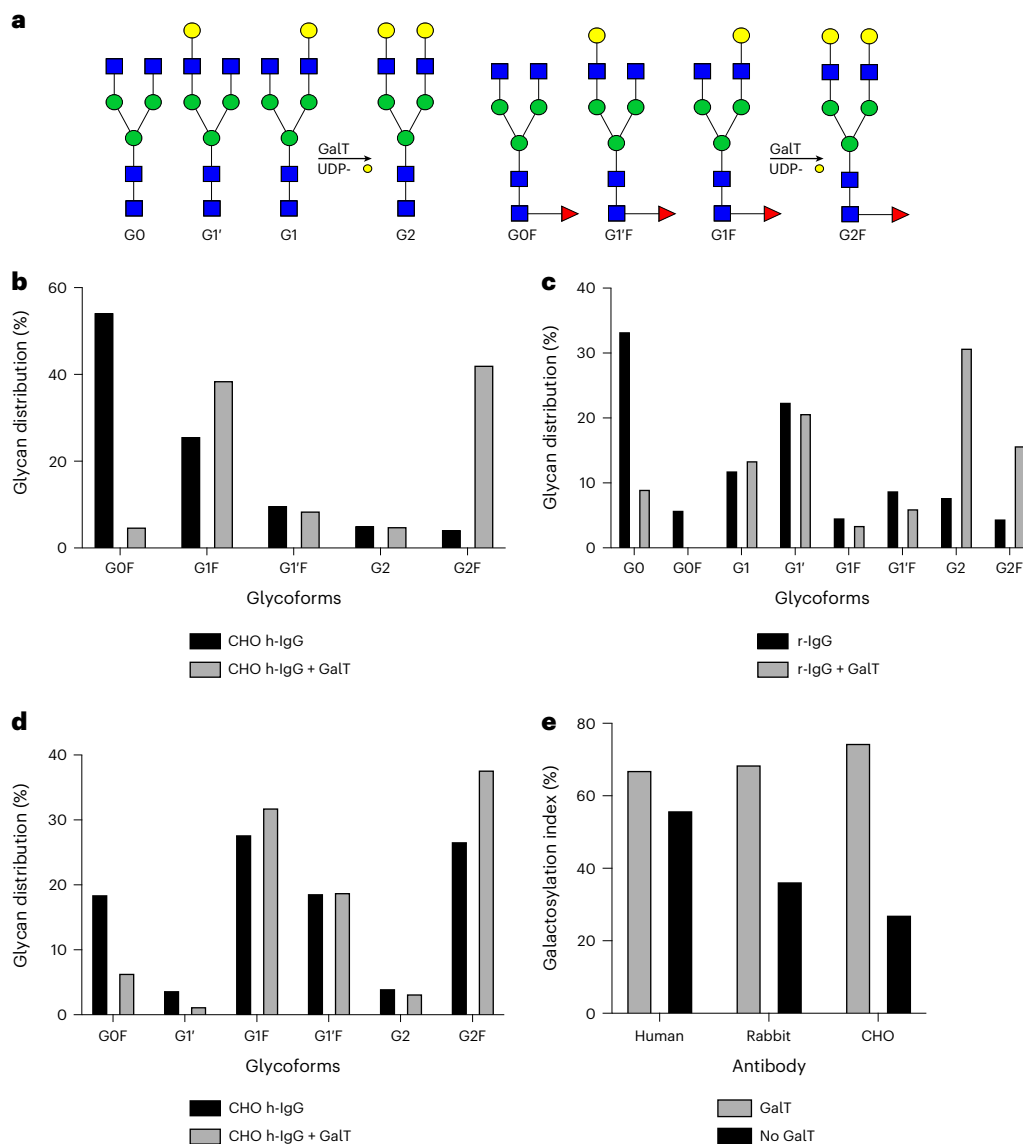 a
GalT
UDP-
G0 G1′ G1 G2
GalT
UDP-
G0F G1′F G1F G2F
b
Glycan distribution (%)
60
40
20
0
G0F G1F G1′F G2 G2F
Glycoforms
CHO h-IgG
CHO h-IgG + GalT
c
Glycan distribution (%)
40
30
20
10
0
G0 G0F G1 G1′ G1F G1′F G2 G2F
Glycoforms
r-IgG
r-IgG + GalT
d
Glycan distribution (%)
40
30
20
10
0
G0F G1′ G1F G1′F G2 G2F
Glycoforms
CHO h-IgG
CHO h-IgG + GalT
e
Galactosylation index (%)
80
60
40
20
0
Human Rabbit CHO
Antibody
GalT
No GalT